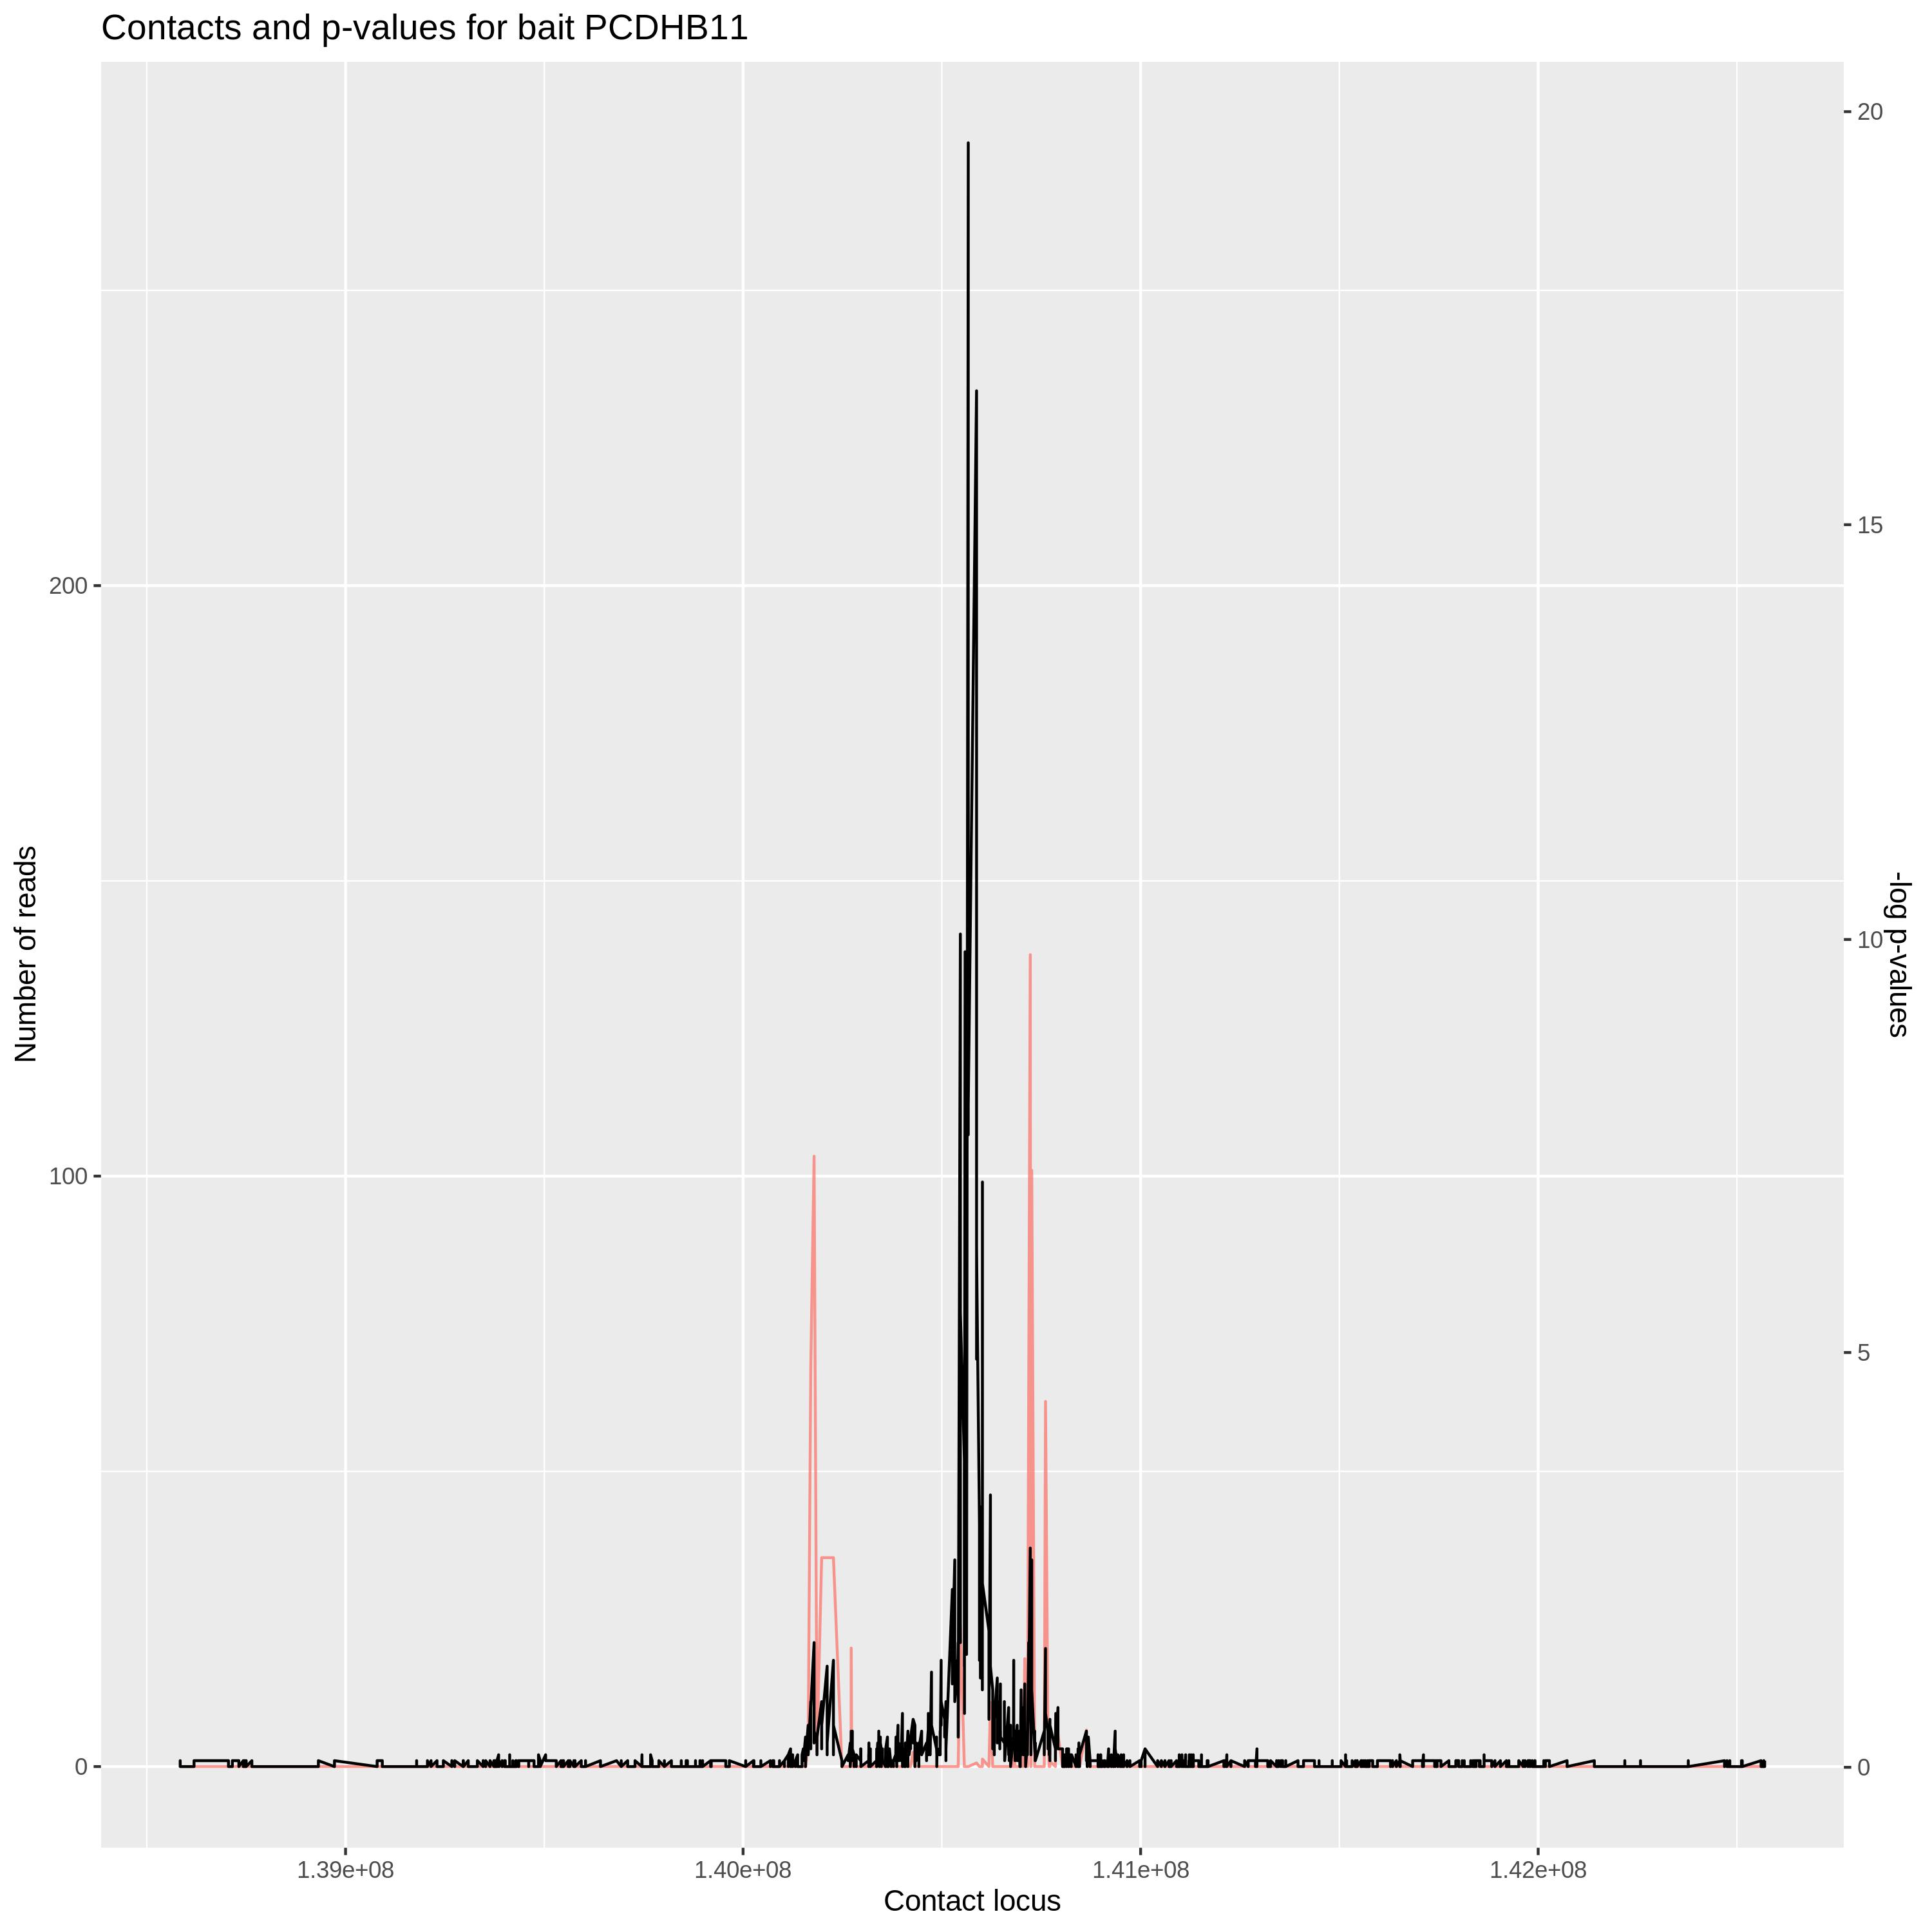 Contacts and p-values for bait PCDHB11
Number of reads
200
100
0
20
15
10
5
0
-log p-values
1.39e+08
1.40e+08
1.41e+08
1.42e+08
Contact locus